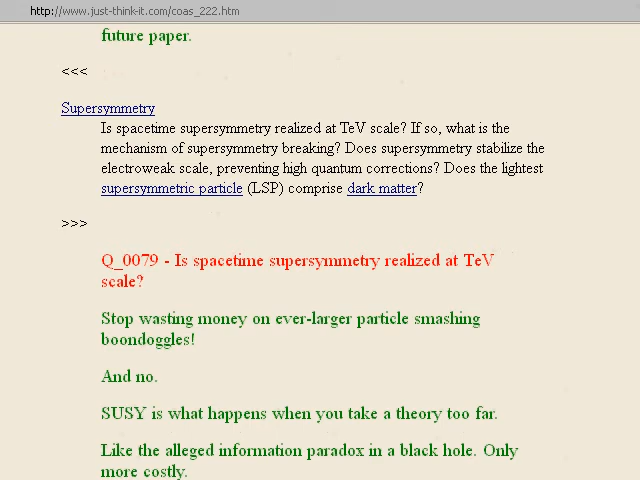 http://www.just-think-it.com/coas_222.htm
future paper.
<<<
Supersymmetry
Is spacetime supersymmetry realized at TeV scale? If so, what is the
mechanism of supersymmetry breaking? Does supersymmetry stabilize the
electroweak scale, preventing high quantum corrections? Does the lightest
supersymmetric particle (LSP) comprise dark matter?
>>>
Q_0079 - Is spacetime supersymmetry realized at TeV
scale?
Stop wasting money on ever-larger particle smashing
boondoggles!
And no.
SUSY is what happens when you take a theory too far.
Like the alleged information paradox in a black hole. Only
more costly.